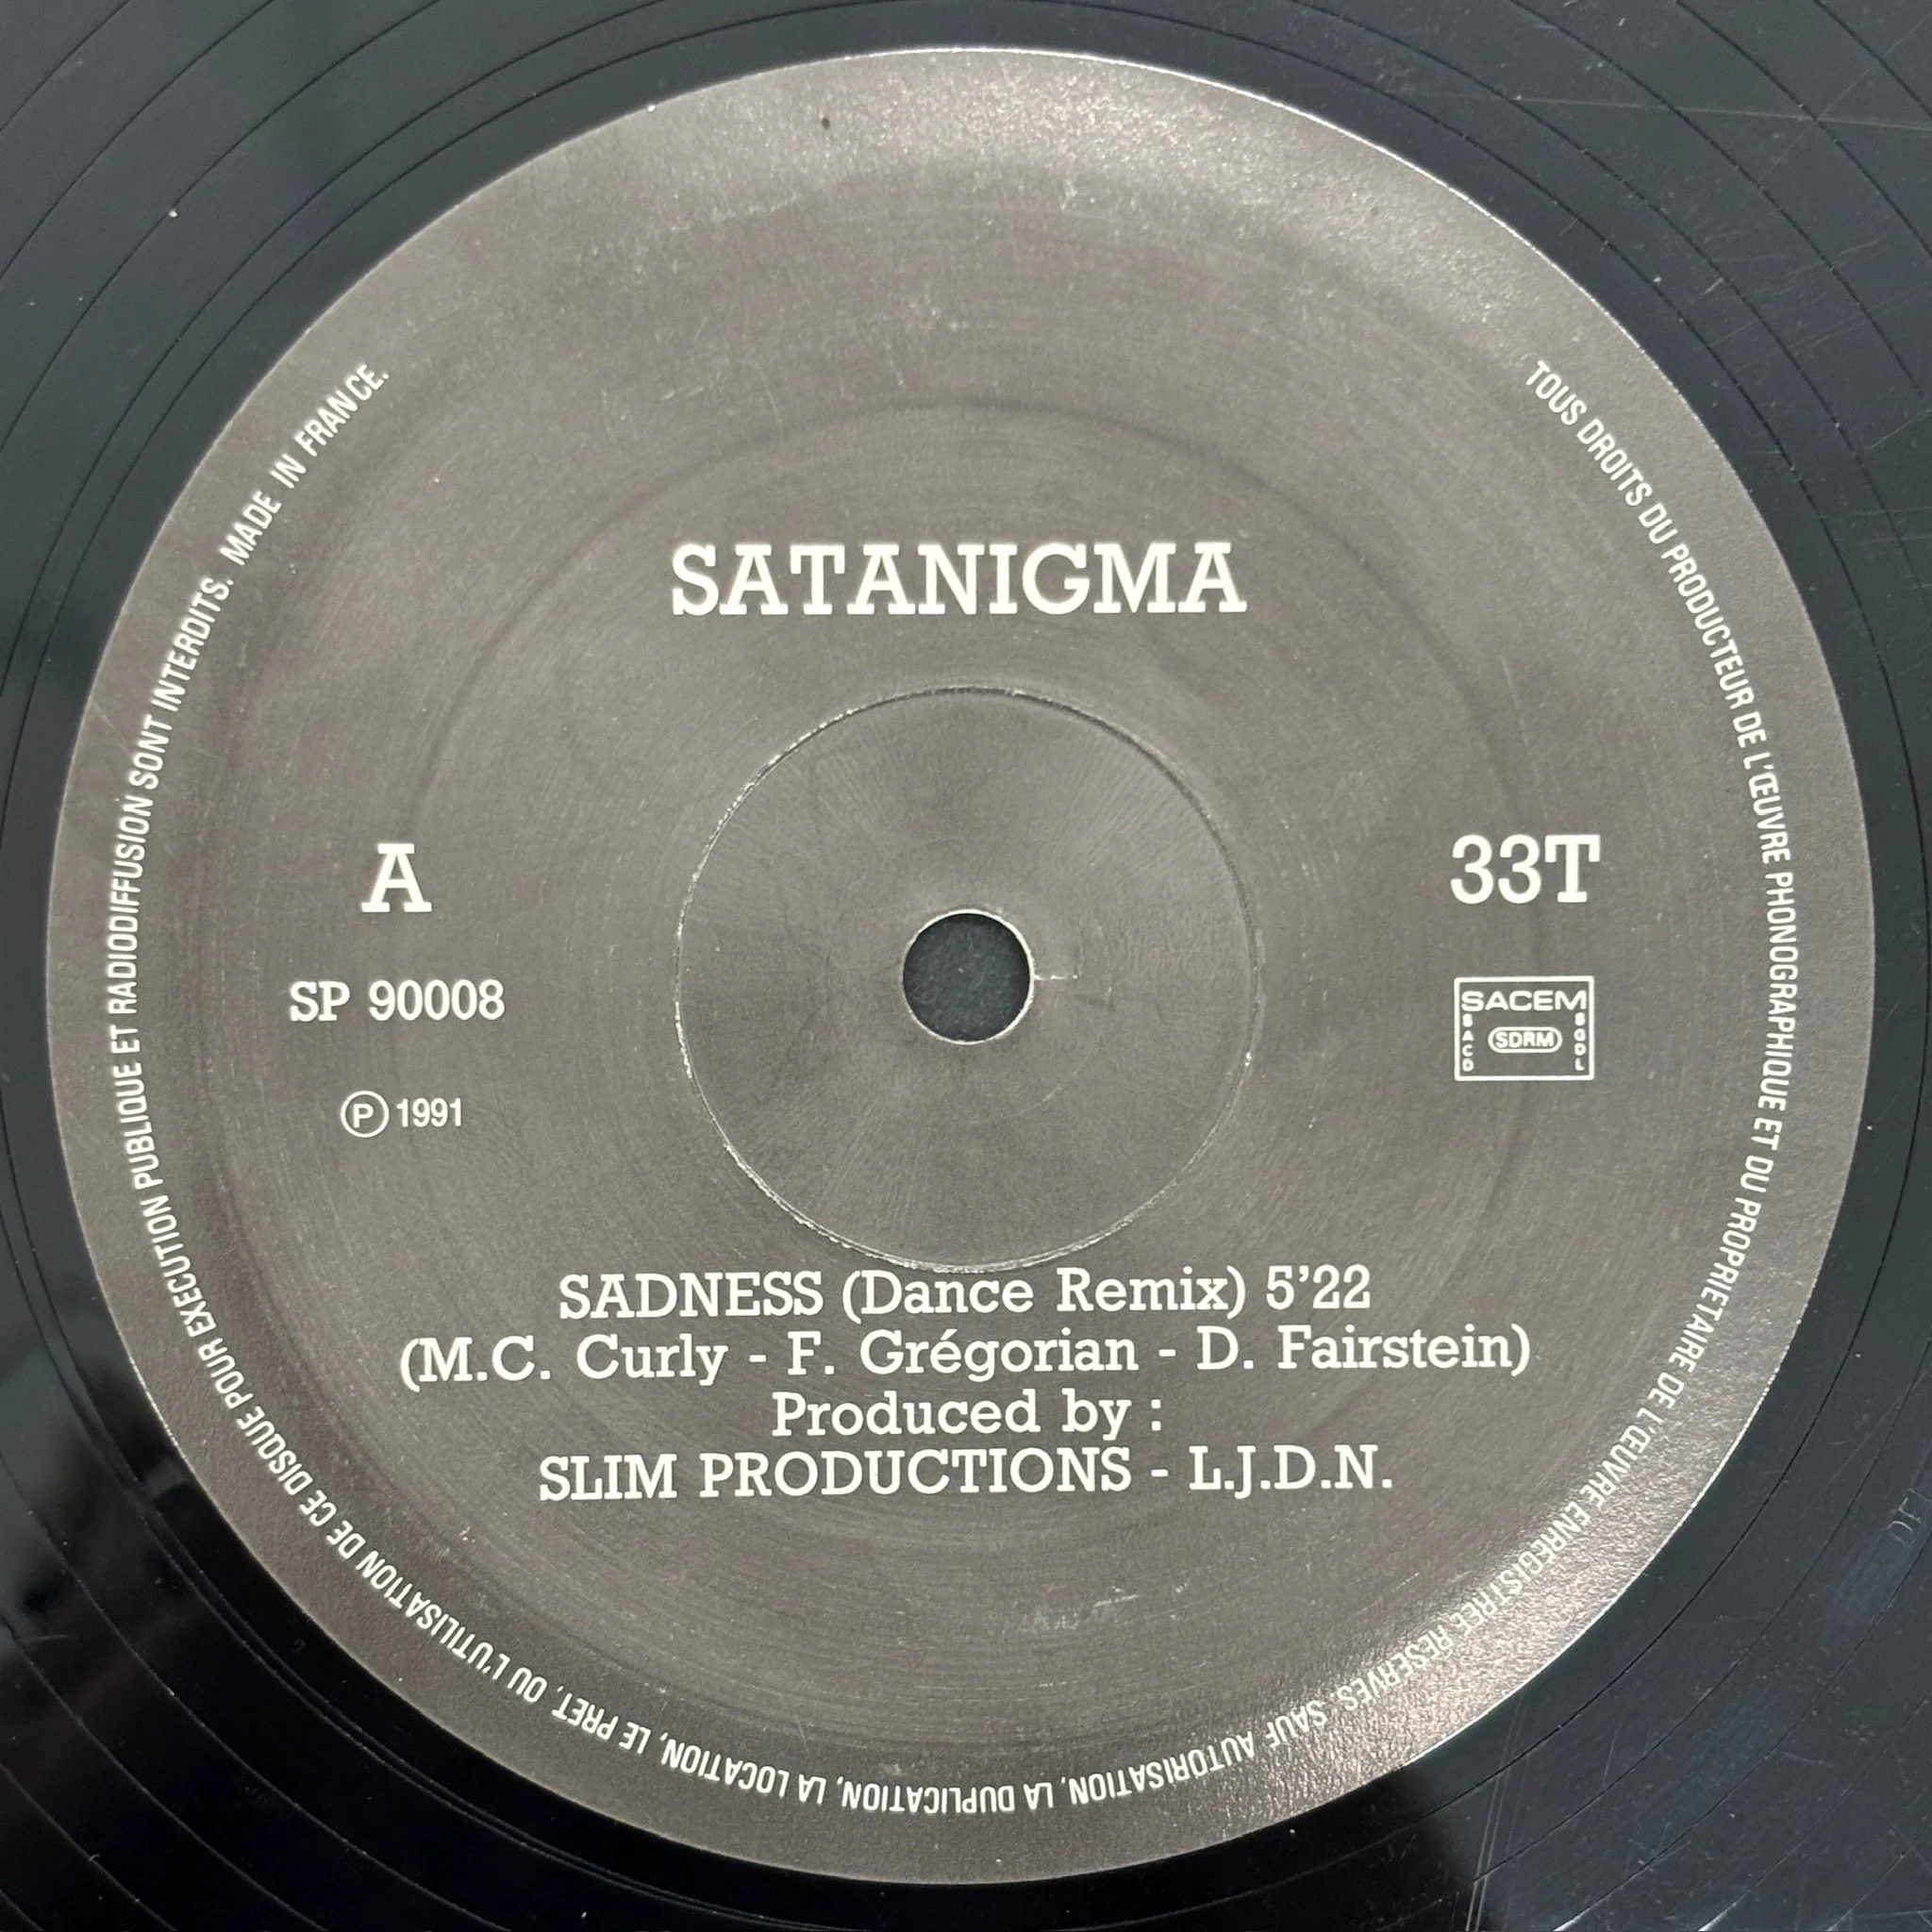 SATANIGMA
A
SP 90008
Ⓟ 1991
33T
SACEM
SACD
SDRM
SGDL
SADNESS (Dance Remix) 5'22
(M.C. Curly - F. Grégorian - D. Fairstein)
Produced by :
SLIM PRODUCTIONS - L.J.D.N.
TOUS DROITS DU PRODUCTEUR DE L'ŒUVRE PHONOGRAPHIQUE ET DU PROPRIETAIRE DE L'ŒUVRE ENREGISTREE RESERVES. SAUF AUTORISATION, LA DUPLICATION, LA LOCATION, LE PRET, OU L'UTILISATION DE CE DISQUE POUR EXECUTION PUBLIQUE ET RADIODIFFUSION SONT INTERDITS. MADE IN FRANCE.